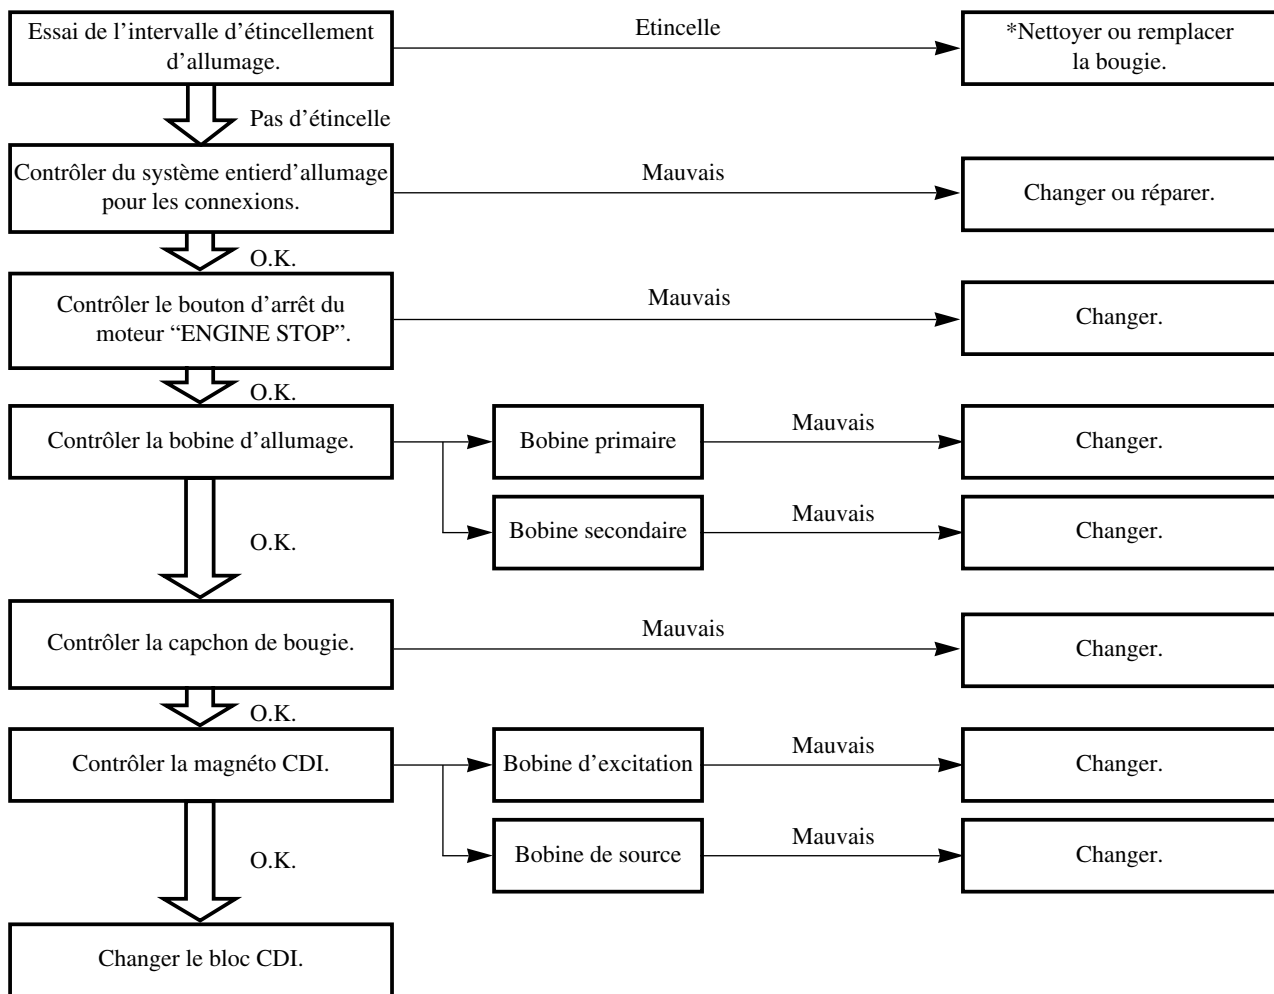 Essai de l'intervalle d'étincellement
d'allumage.
Etincelle
*Nettoyer ou remplacer
la bougie.
Pas d'étincelle
Contrôler du système entierd'allumage
pour les connexions.
Mauvais
Changer ou réparer.
O.K.
Contrôler le bouton d'arrêt du
moteur “ENGINE STOP”.
Mauvais
Changer.
O.K.
Contrôler la bobine d'allumage.
Bobine primaire
Mauvais
Changer.
Bobine secondaire
Mauvais
Changer.
O.K.
Contrôler la capchon de bougie.
Mauvais
Changer.
O.K.
Contrôler la magnéto CDI.
Bobine d'excitation
Mauvais
Changer.
Bobine de source
Mauvais
Changer.
O.K.
Changer le bloc CDI.